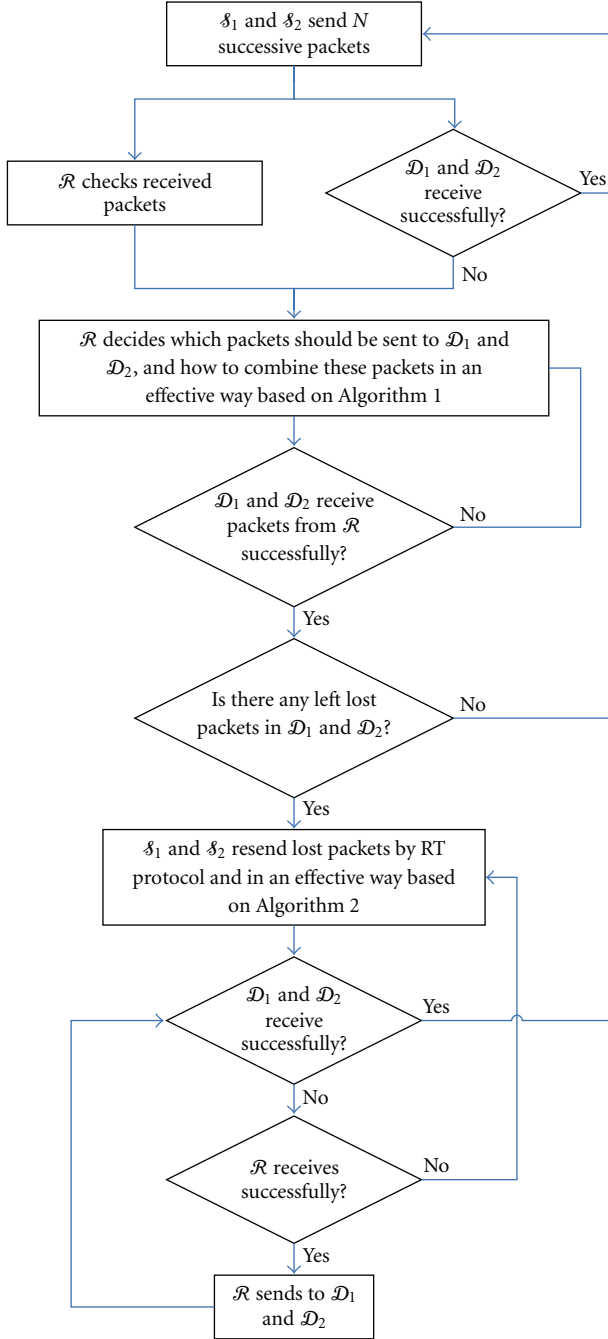 𝒮₁ and 𝒮₂ send N
successive packets
ℛ checks received
packets
𝒟₁ and 𝒟₂
receive
successfully?
Yes
No
ℛ decides which packets should be sent to 𝒟₁ and
𝒟₂, and how to combine these packets in an
effective way based on Algorithm 1
𝒟₁ and 𝒟₂ receive
packets from ℛ
successfully?
No
Yes
Is there any left lost
packets in 𝒟₁ and 𝒟₂?
No
Yes
𝒮₁ and 𝒮₂ resend lost packets by RT
protocol and in an effective way based
on Algorithm 2
𝒟₁ and 𝒟₂
receive
successfully?
Yes
No
ℛ receives
successfully?
No
Yes
ℛ sends to 𝒟₁
and 𝒟₂